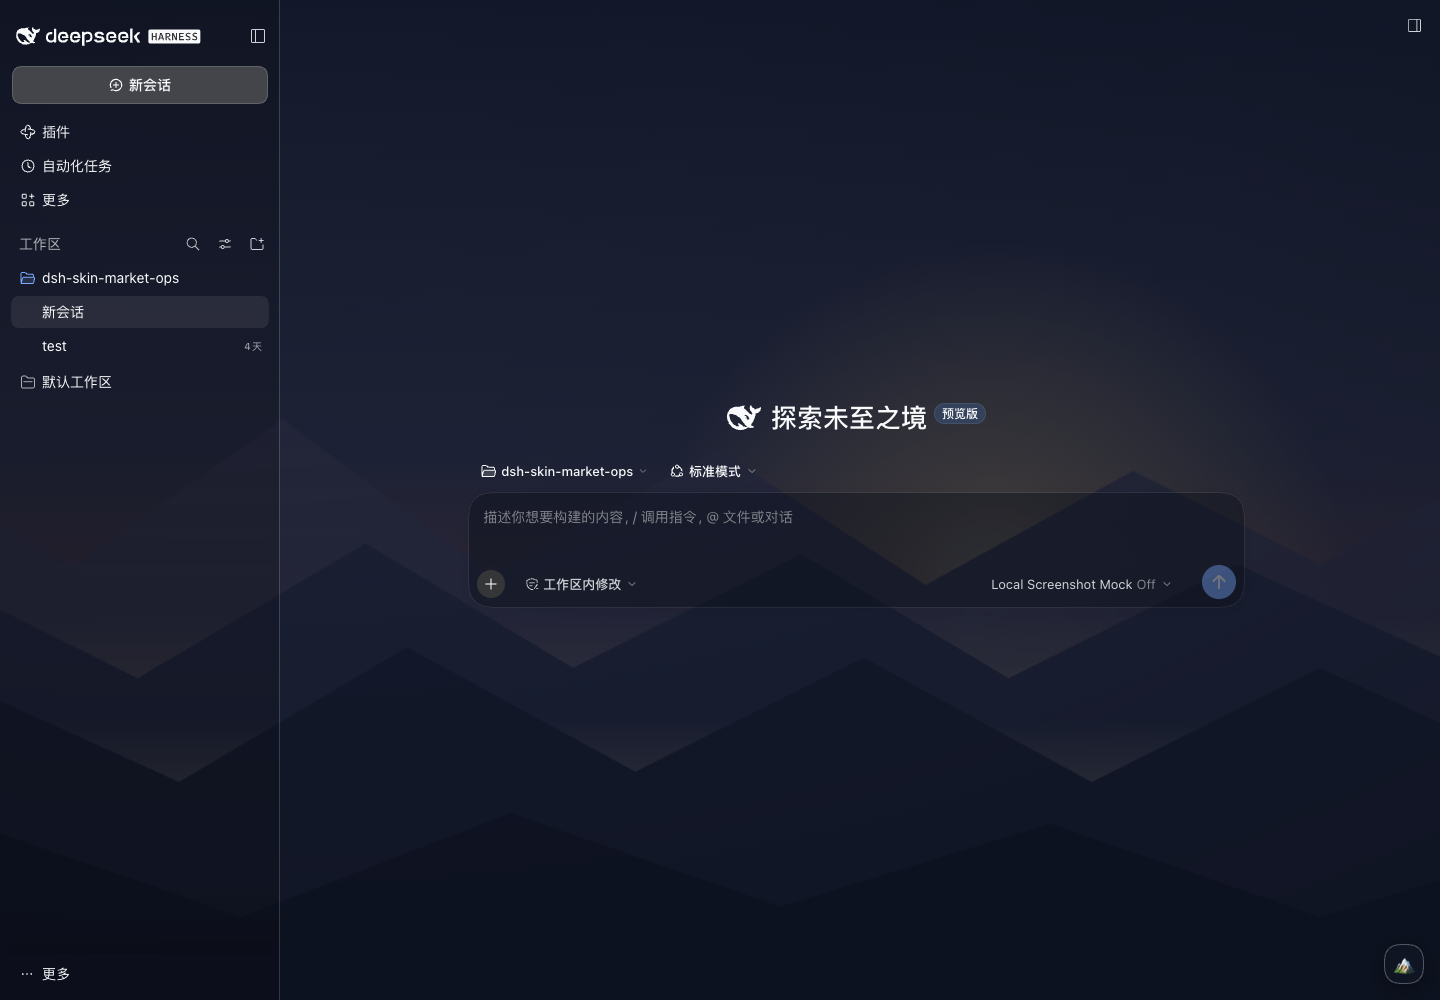 deepseek HARNESS
新会话
插件
自动化任务
更多
工作区
dsh-skin-market-ops
新会话
test 4天
默认工作区
更多
探索未至之境 预览版
dsh-skin-market-ops 标准模式
描述你想要构建的内容, / 调用指令, @ 文件或对话
工作区内修改 Local Screenshot Mock Off